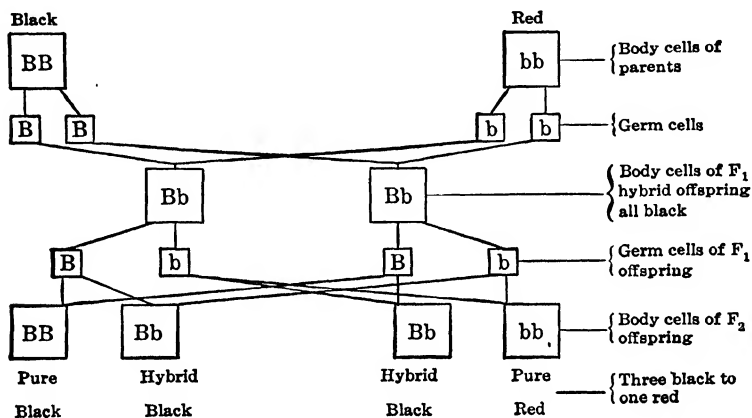 Black Red
BB bb Body cells of
parents
B B b b Germ cells
Bb Bb Body cells of F₁
hybrid offspring
all black
B b B b Germ cells of F₁
offspring
BB Bb Bb bb Body cells of F₂
offspring
Pure Hybrid Hybrid Pure Three black to
one red
Black Black Black Red